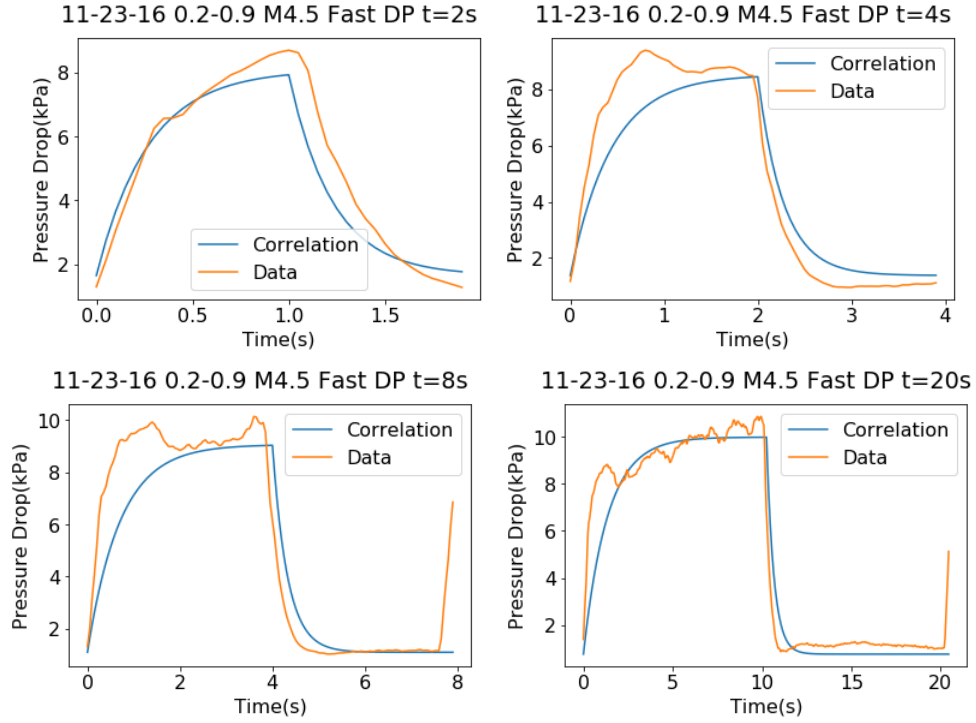 11-23-16 0.2-0.9 M4.5 Fast DP t=2s
8
6
4
2
Pressure Drop(kPa)
Correlation
Data
0.0 0.5 1.0 1.5
Time(s)
11-23-16 0.2-0.9 M4.5 Fast DP t=4s
8
6
4
2
Pressure Drop(kPa)
Correlation
Data
0 1 2 3 4
Time(s)
11-23-16 0.2-0.9 M4.5 Fast DP t=8s
10
8
6
4
2
Pressure Drop(kPa)
Correlation
Data
0 2 4 6 8
Time(s)
11-23-16 0.2-0.9 M4.5 Fast DP t=20s
10
8
6
4
2
Pressure Drop(kPa)
Correlation
Data
0 5 10 15 20
Time(s)